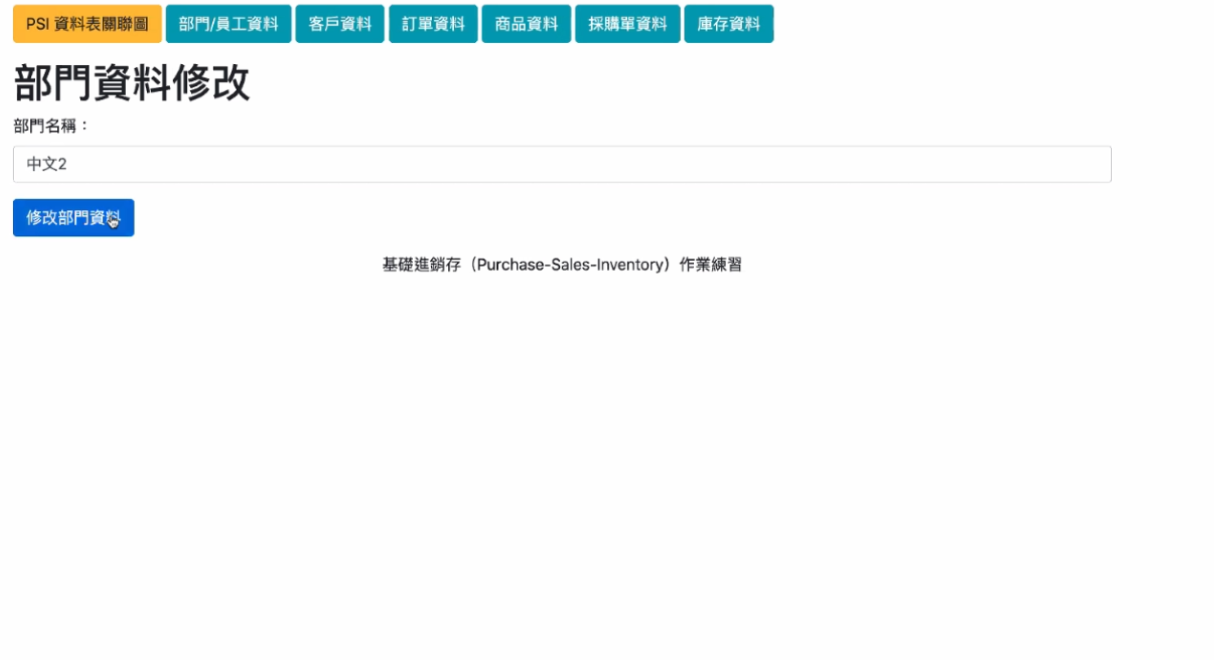 PSI 資料表關聯圖 部門/員工資料 客戶資料 訂單資料 商品資料 採購單資料 庫存資料
部門資料修改
部門名稱：
中文2
修改部門資料
基礎進銷存（Purchase-Sales-Inventory）作業練習